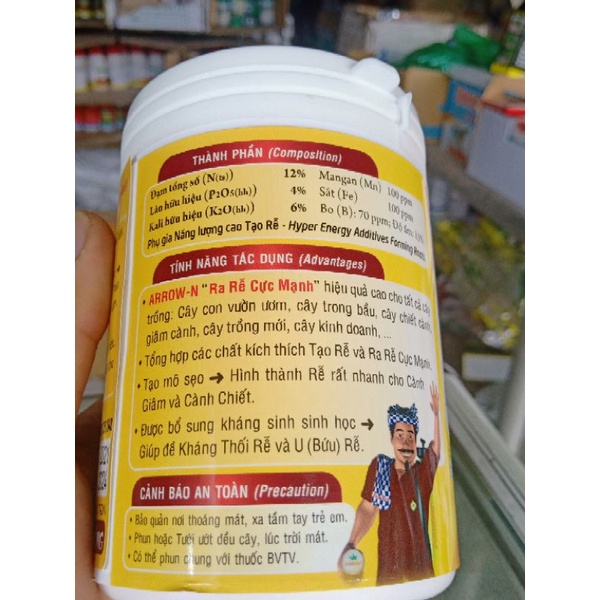 THÀNH PHẦN (Composition)
Đạm tổng số (N(ts)) 12% Mangan (Mn) 100 ppm
Lân hữu hiệu (P2O5(hh)) 4% Sắt (Fe) 100 ppm
Kali hữu hiệu (K2O(hh)) 6% Bo (B): 70 ppm; Độ ẩm:
Phụ gia Năng lượng cao Tạo Rễ - Hyper Energy Additives Forming Roots
TÍNH NĂNG TÁC DỤNG (Advantages)
• ARROW-N "Ra Rễ Cực Mạnh" hiệu quả cao cho tất cả cây
trồng: Cây con vườn ươm, cây trong bầu, cây chiết cành,
giâm cành, cây trồng mới, cây kinh doanh, ...
• Tổng hợp các chất kích thích Tạo Rễ và Ra Rễ Cực Mạnh.
• Tạo mô sẹo ➔ Hình thành Rễ rất nhanh cho Cành
Giâm và Cành Chiết.
• Được bổ sung kháng sinh sinh học ➔
Giúp đề Kháng Thối Rễ và U (Bứu) Rễ.
CẢNH BÁO AN TOÀN (Precaution)
• Bảo quản nơi thoáng mát, xa tầm tay trẻ em.
• Phun hoặc Tưới ướt đều cây, lúc trời mát.
• Có thể phun chung với thuốc BVTV.